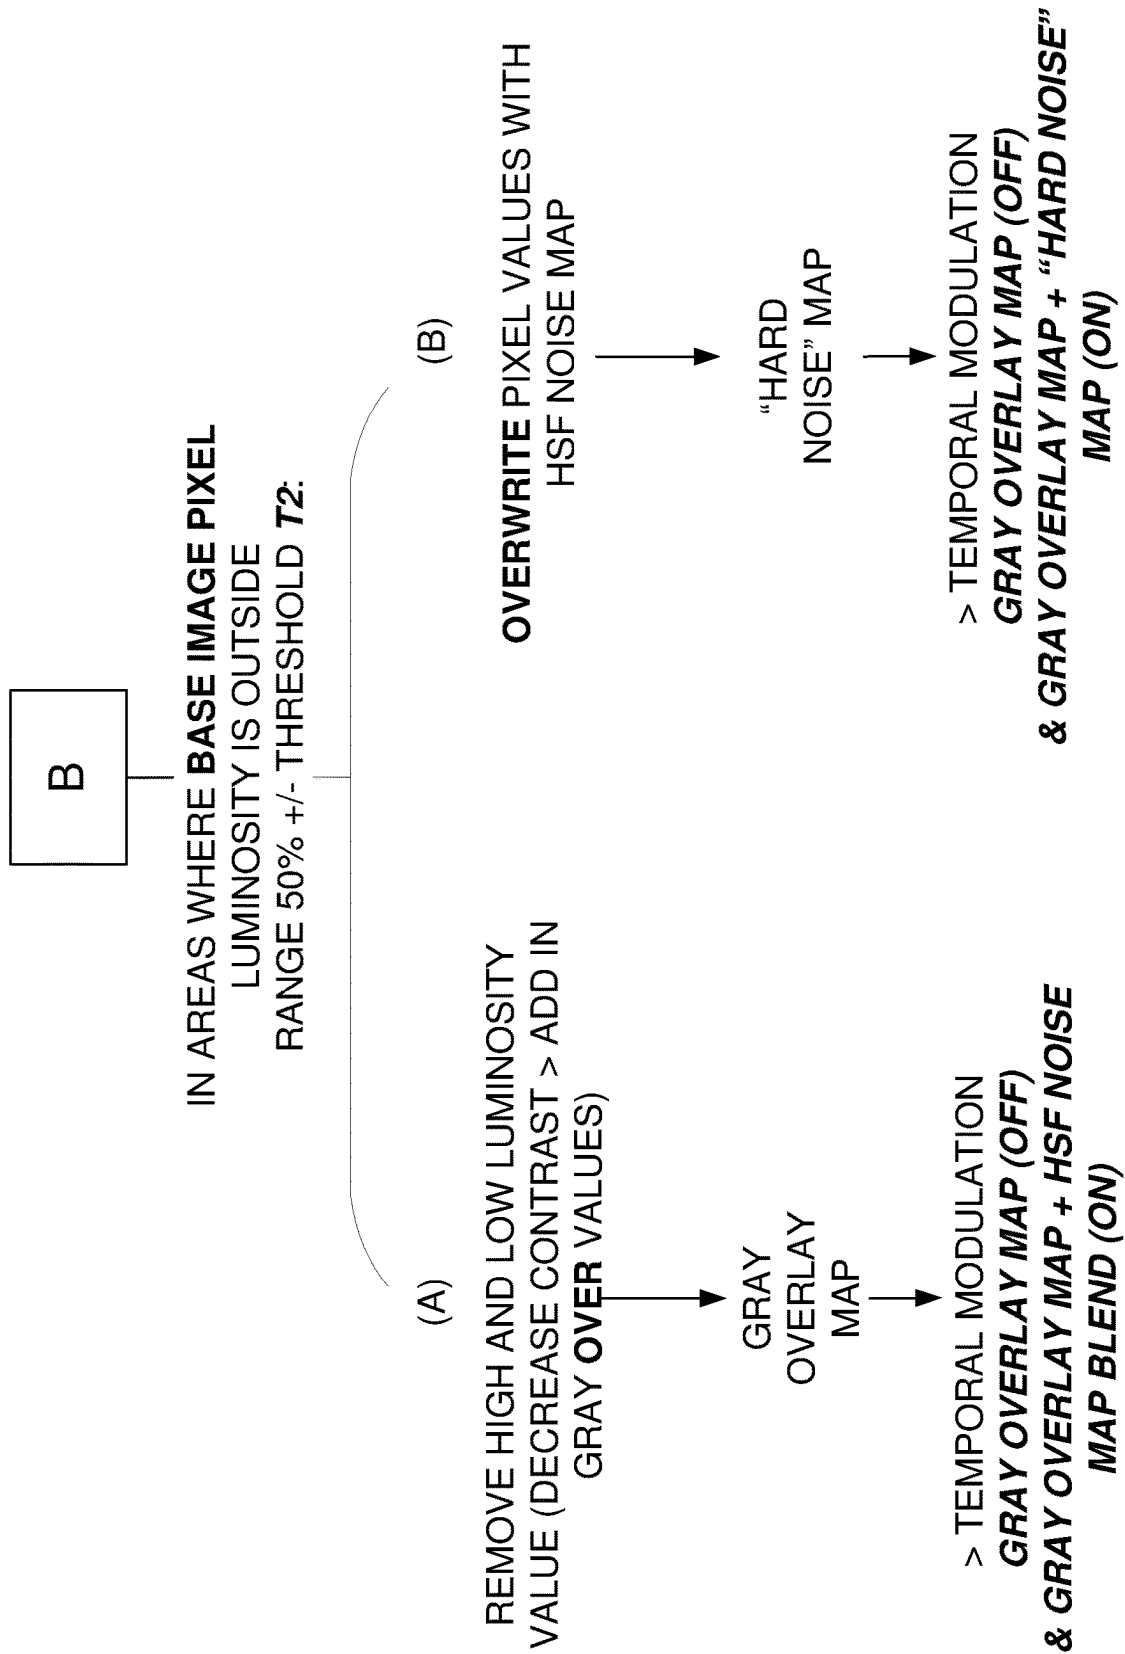 B
IN AREAS WHERE BASE IMAGE PIXEL
LUMINOSITY IS OUTSIDE
RANGE 50% +/- THRESHOLD T2:
(A)
REMOVE HIGH AND LOW LUMINOSITY
VALUE (DECREASE CONTRAST > ADD IN
GRAY OVER VALUES)
GRAY
OVERLAY
MAP
> TEMPORAL MODULATION
GRAY OVERLAY MAP (OFF)
& GRAY OVERLAY MAP + HSF NOISE
MAP BLEND (ON)
(B)
OVERWRITE PIXEL VALUES WITH
HSF NOISE MAP
“HARD
NOISE” MAP
> TEMPORAL MODULATION
GRAY OVERLAY MAP (OFF)
& GRAY OVERLAY MAP + “HARD NOISE”
MAP (ON)